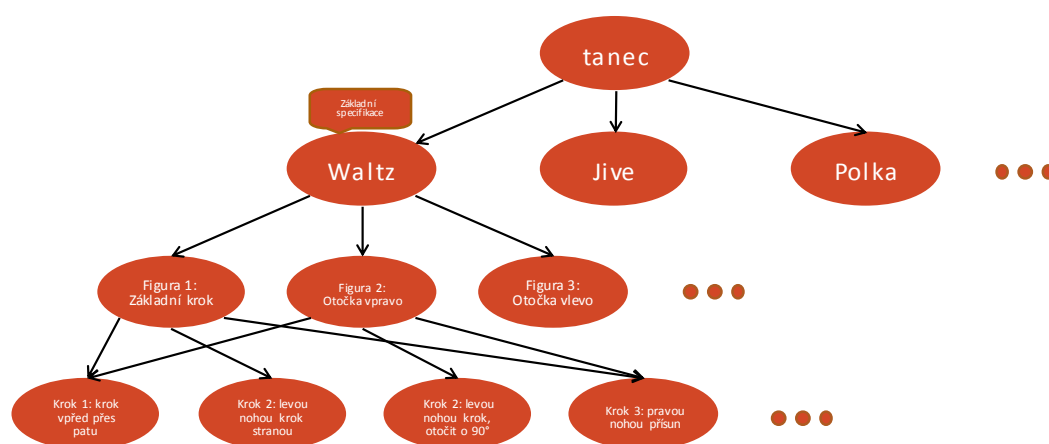 tanec
Základní
specifikace
Waltz
Jive
Polka
Figura 1:
Základní krok
Figura 2:
Otočka vpravo
Figura 3:
Otočka vlevo
Krok 1: krok
vpřed přes
patu
Krok 2: levou
nohou krok
stranou
Krok 2: levou
nohou krok,
otočit o 90°
Krok 3: pravou
nohou přísun